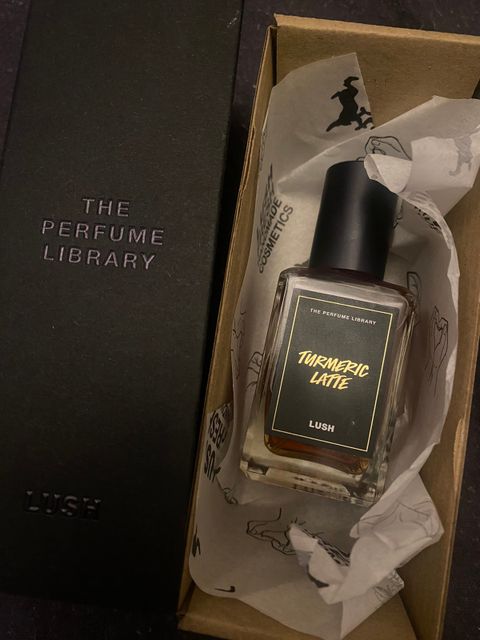 THE
PERFUME
LIBRARY
LUSH
COSMETICS
THE PERFUME LIBRARY
TURMERIC
LATTE
LUSH